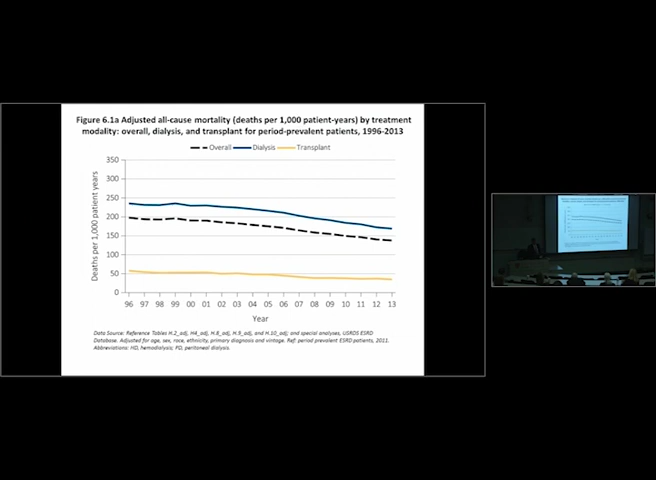 Figure 6.1a Adjusted all-cause mortality (deaths per 1,000 patient-years) by treatment
modality: overall, dialysis, and transplant for period-prevalent patients, 1996-2013
Overall Dialysis Transplant
350
300
250
200
150
100
50
0
Deaths per 1,000 patient years
96 97 98 99 00 01 02 03 04 05 06 07 08 09 10 11 12 13
Year
Data Source: Reference Tables H.2_adj, H4_adj, H.8_adj, H.9_adj, and H.10_adj; and special analyses, USRDS ESRD
Database. Adjusted for age, sex, race, ethnicity, primary diagnosis and vintage. Ref: period prevalent ESRD patients, 2011.
Abbreviations: HD, hemodialysis; PD, peritoneal dialysis.